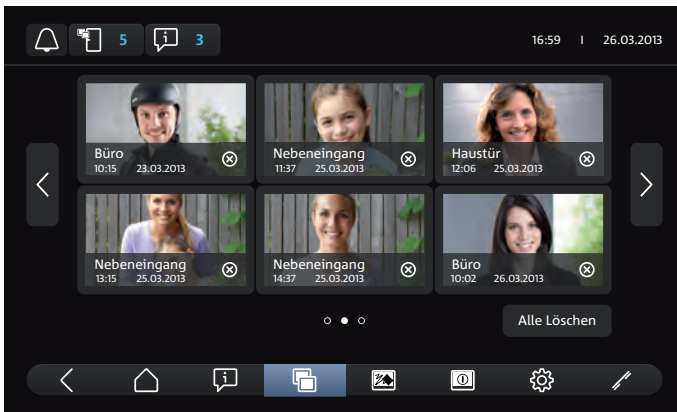 5 3 16:59 I 26.03.2013
Büro
10:15 23.03.2013
Nebeneingang
11:37 25.03.2013
Haustür
12:06 25.03.2013
Nebeneingang
13:15 25.03.2013
Nebeneingang
14:37 25.03.2013
Büro
10:02 26.03.2013
Alle Löschen